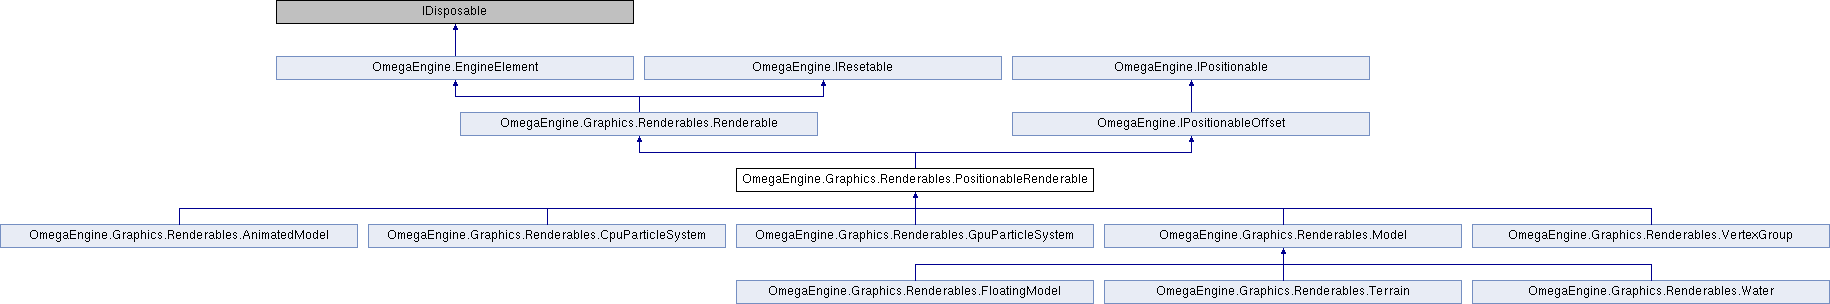 IDisposable
OmegaEngine.EngineElement
OmegaEngine.IResetable
OmegaEngine.IPositionable
OmegaEngine.Graphics.Renderables.Renderable
OmegaEngine.IPositionableOffset
OmegaEngine.Graphics.Renderables.PositionableRenderable
OmegaEngine.Graphics.Renderables.AnimatedModel
OmegaEngine.Graphics.Renderables.CpuParticleSystem
OmegaEngine.Graphics.Renderables.GpuParticleSystem
OmegaEngine.Graphics.Renderables.Model
OmegaEngine.Graphics.Renderables.VertexGroup
OmegaEngine.Graphics.Renderables.FloatingModel
OmegaEngine.Graphics.Renderables.Terrain
OmegaEngine.Graphics.Renderables.Water